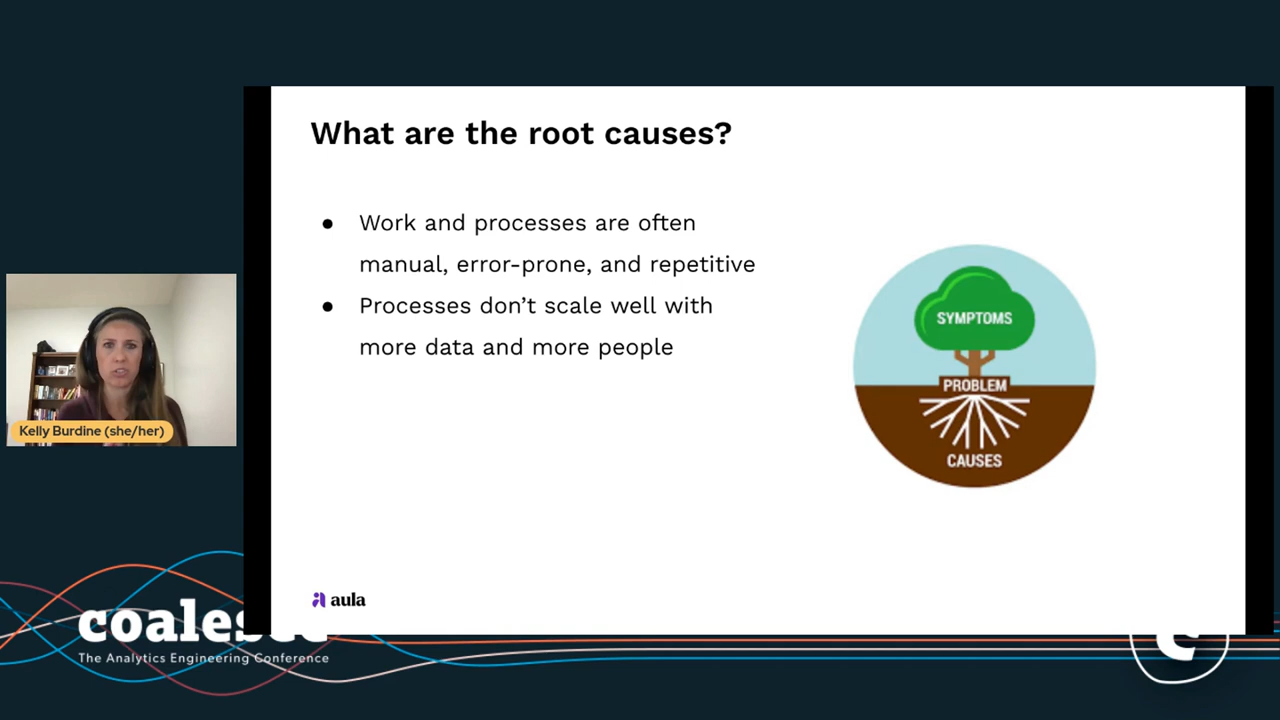 What are the root causes?
● Work and processes are often
manual, error-prone, and repetitive
● Processes don't scale well with
more data and more people
SYMPTOMS
PROBLEM
CAUSES
Kelly Burdine (she/her)
aula
The Analytics Engineering Conference